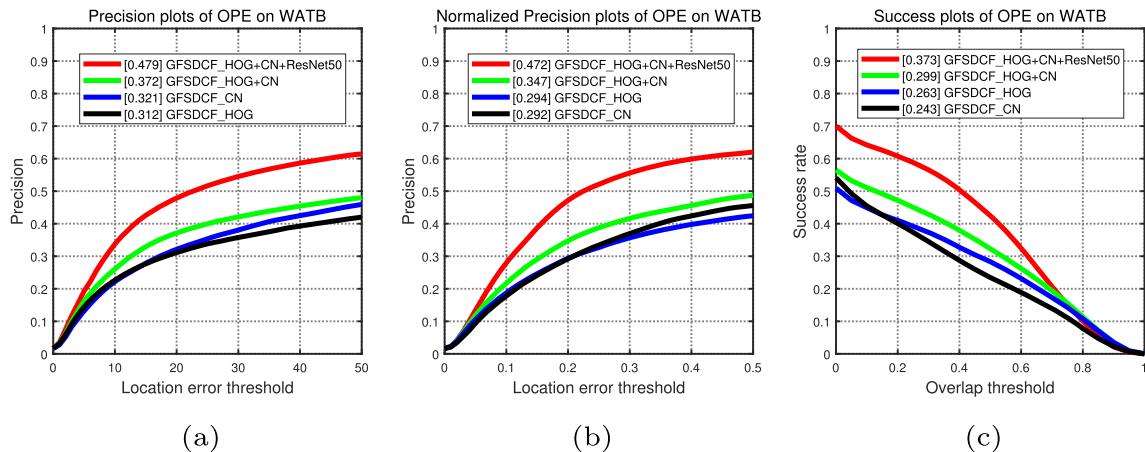 Precision plots of OPE on WATB
1
0.9
0.8
0.7
0.6
0.5
0.4
0.3
0.2
0.1
0
Precision
[0.479] GFSDCF_HOG+CN+ResNet50
[0.372] GFSDCF_HOG+CN
[0.321] GFSDCF_CN
[0.312] GFSDCF_HOG
0 10 20 30 40 50
Location error threshold
(a)
Normalized Precision plots of OPE on WATB
1
0.9
0.8
0.7
0.6
0.5
0.4
0.3
0.2
0.1
0
Precision
[0.472] GFSDCF_HOG+CN+ResNet50
[0.347] GFSDCF_HOG+CN
[0.294] GFSDCF_HOG
[0.292] GFSDCF_CN
0 0.1 0.2 0.3 0.4 0.5
Location error threshold
(b)
Success plots of OPE on WATB
1
0.9
0.8
0.7
0.6
0.5
0.4
0.3
0.2
0.1
0
Success rate
[0.373] GFSDCF_HOG+CN+ResNet50
[0.299] GFSDCF_HOG+CN
[0.263] GFSDCF_HOG
[0.243] GFSDCF_CN
0 0.2 0.4 0.6 0.8 1
Overlap threshold
(c)